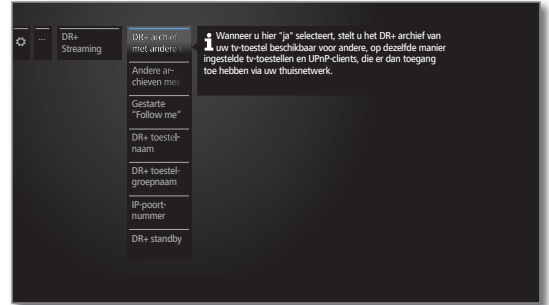 ...
DR+
Streaming
DR+ archief
met andere
Andere ar-
chieven mee
Gestarte
"Follow me"
DR+ toestel-
naam
DR+ toestel-
groepnaam
IP-poort-
nummer
DR+ standby
Wanneer u hier "ja" selecteert, stelt u het DR+ archief van
uw tv-toestel beschikbaar voor andere, op dezelfde manier
ingestelde tv-toestellen en UPnP-clients, die er dan toegang
toe hebben via uw thuisnetwerk.